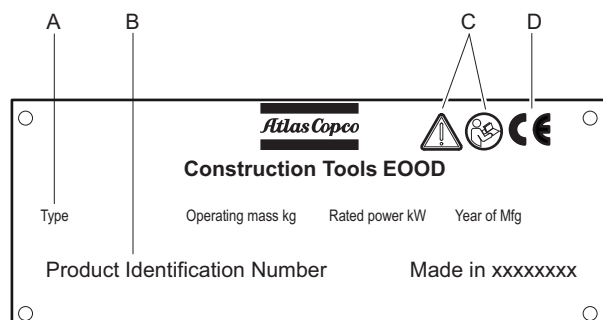 A B C D
Atlas Copco
Construction Tools EOOD
Type Operating mass kg Rated power kW Year of Mfg
Product Identification Number Made in xxxxxxxx